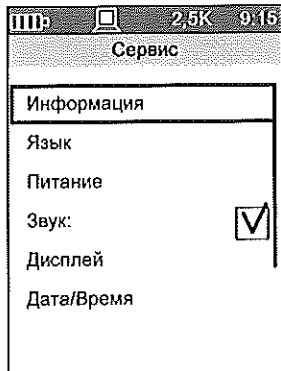 2,5K 9:15
Сервис
Информация
Язык
Питание
Звук:
Дисплей
Дата/Время